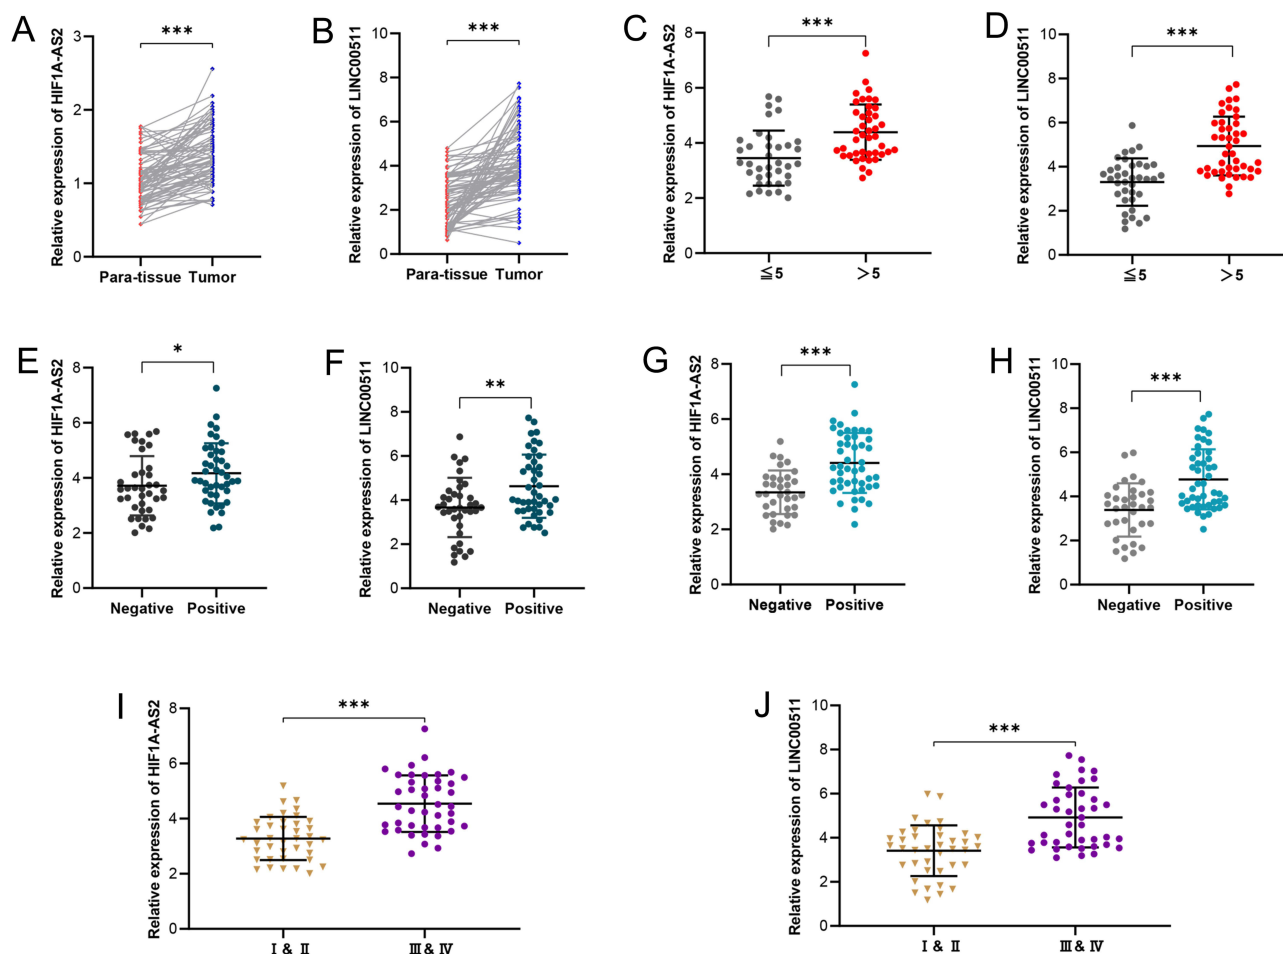 A
Relative expression of HIF1A-AS2
3
2
1
0
***
Para-tissue Tumor
B
Relative expression of LINC00511
10
8
6
4
2
0
***
Para-tissue Tumor
C
Relative expression of HIF1A-AS2
8
6
4
2
0
***
≦5 >5
D
Relative expression of LINC00511
10
8
6
4
2
0
***
≦5 >5
E
Relative expression of HIF1A-AS2
8
6
4
2
0
*
Negative Positive
F
Relative expression of LINC00511
10
8
6
4
2
0
**
Negative Positive
G
Relative expression of HIF1A-AS2
8
6
4
2
0
***
Negative Positive
H
Relative expression of LINC00511
10
8
6
4
2
0
***
Negative Positive
I
Relative expression of HIF1A-AS2
8
6
4
2
0
***
Ⅰ & Ⅱ Ⅲ & Ⅳ
J
Relative expression of LINC00511
10
8
6
4
2
0
***
Ⅰ & Ⅱ Ⅲ & Ⅳ